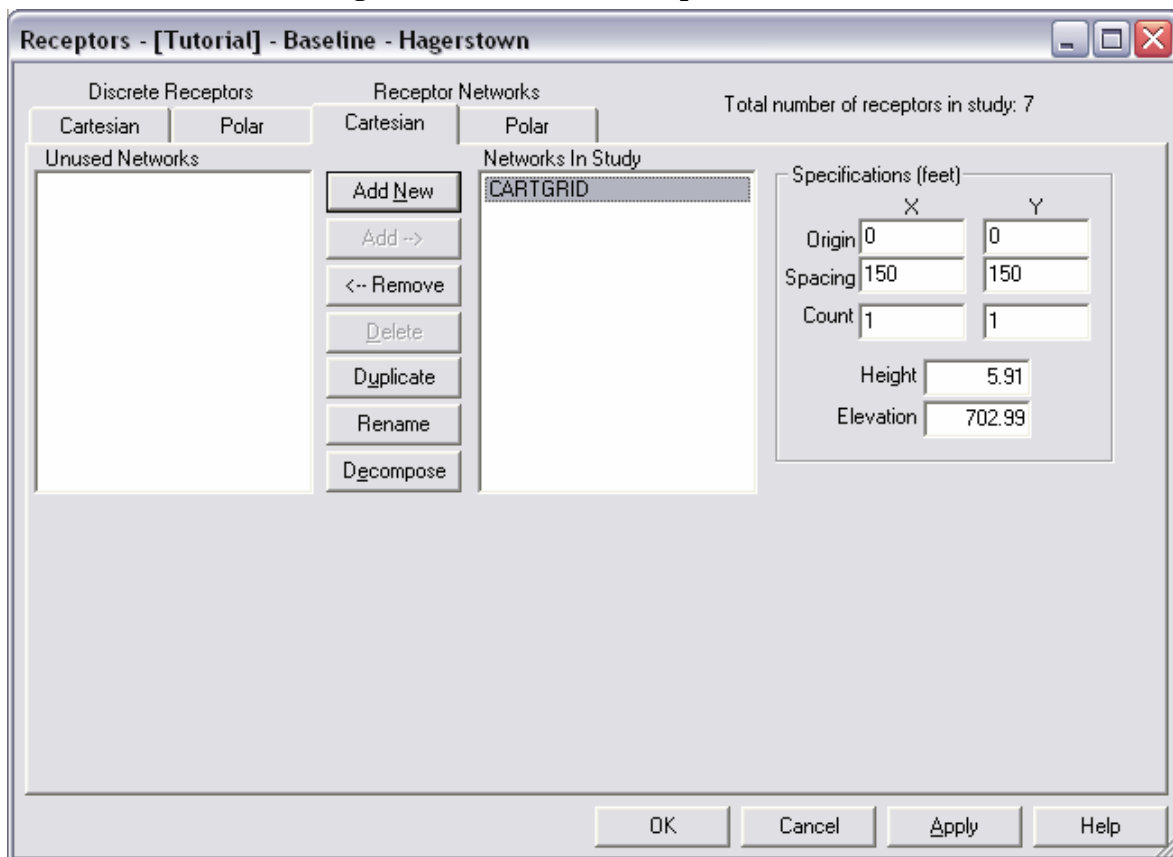 Receptors - [Tutorial] - Baseline - Hagerstown
Discrete Receptors Receptor Networks
Total number of receptors in study: 7
Cartesian Polar Cartesian Polar
Unused Networks
Add New
Add -->
<-- Remove
Delete
Duplicate
Rename
Decompose
Networks In Study
CARTGRID
Specifications (feet)
X Y
Origin 0 0
Spacing 150 150
Count 1 1
Height 5.91
Elevation 702.99
OK Cancel Apply Help